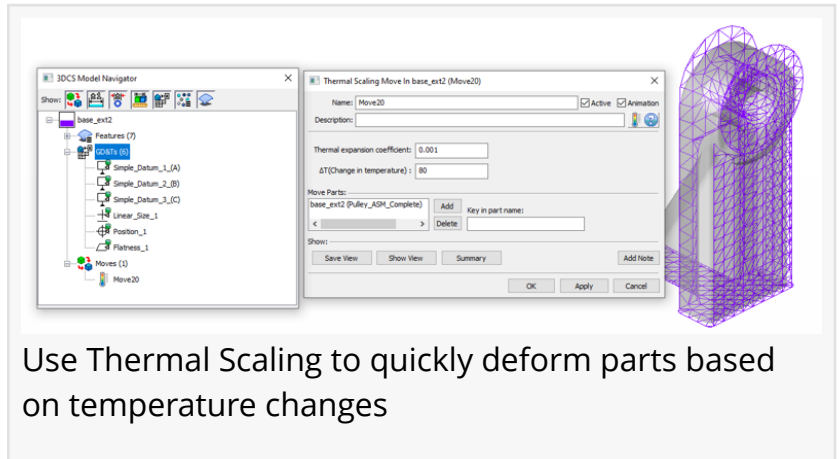 3DCS Model Navigator
Show:
base_ext2
Features (7)
GD&Ts (6)
Simple_Datum_1_(A)
Simple_Datum_2_(B)
Simple_Datum_3_(C)
Linear_Size_1
Position_1
Flatness_1
Moves (1)
Move20
Thermal Scaling Move In base_ext2 (Move20)
Name: Move20 Active Animation
Description:
Thermal expansion coefficient: 0.001
ΔT(Change in temperature) : 80
Move Parts:
base_ext2 (Pulley_ASM_Complete) Add Key in part name:
Delete
Show:
Save View Show View Summary Add Note
OK Apply Cancel
Use Thermal Scaling to quickly deform parts based
on temperature changes